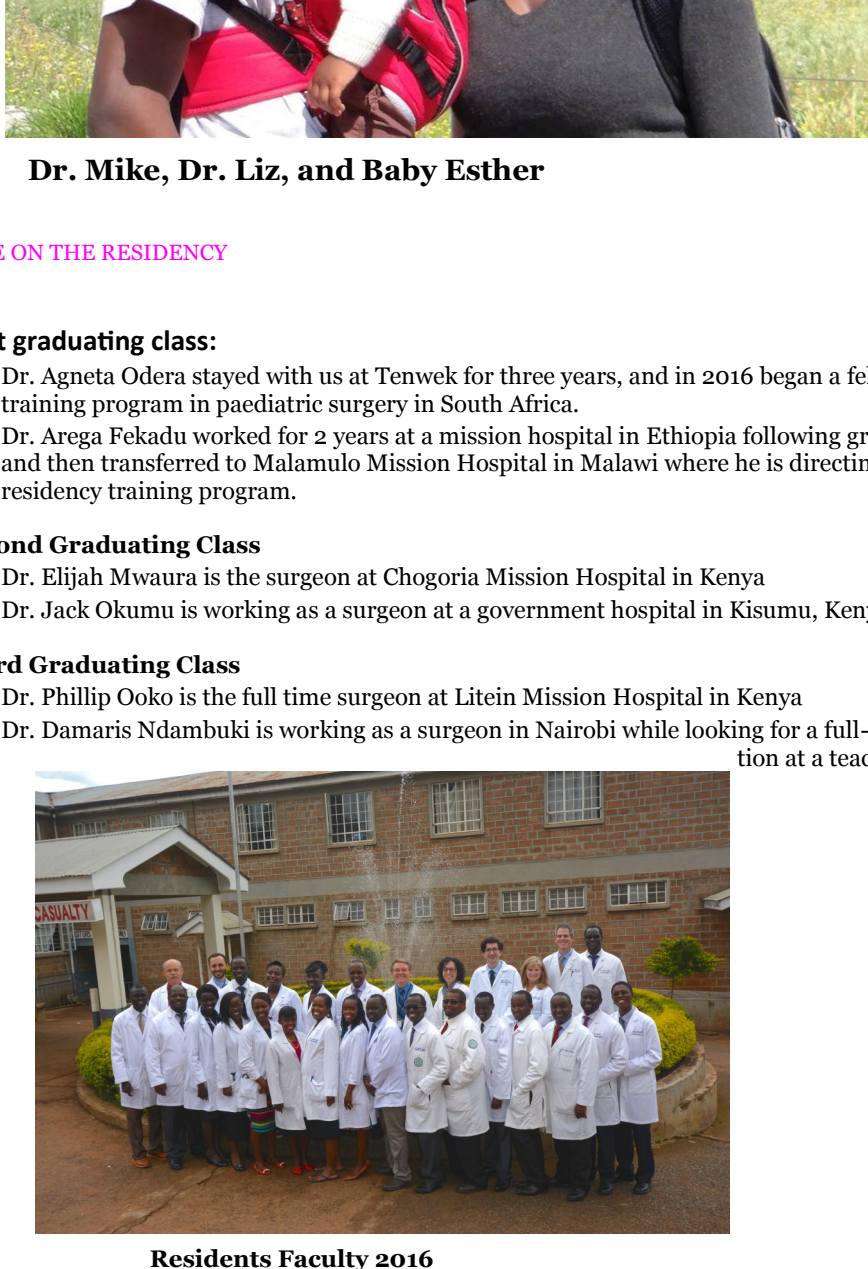 Dr. Mike, Dr. Liz, and Baby Esther
E ON THE RESIDENCY
t graduating class:
Dr. Agneta Odera stayed with us at Tenwek for three years, and in 2016 began a fel
training program in paediatric surgery in South Africa.
Dr. Arega Fekadu worked for 2 years at a mission hospital in Ethiopia following gr
and then transferred to Malamulo Mission Hospital in Malawi where he is directin
residency training program.
ond Graduating Class
Dr. Elijah Mwaura is the surgeon at Chogoria Mission Hospital in Kenya
Dr. Jack Okumu is working as a surgeon at a government hospital in Kisumu, Keny
rd Graduating Class
Dr. Phillip Ooko is the full time surgeon at Litein Mission Hospital in Kenya
Dr. Damaris Ndambuki is working as a surgeon in Nairobi while looking for a full-
tion at a teac
CASUALTY
Residents Faculty 2016